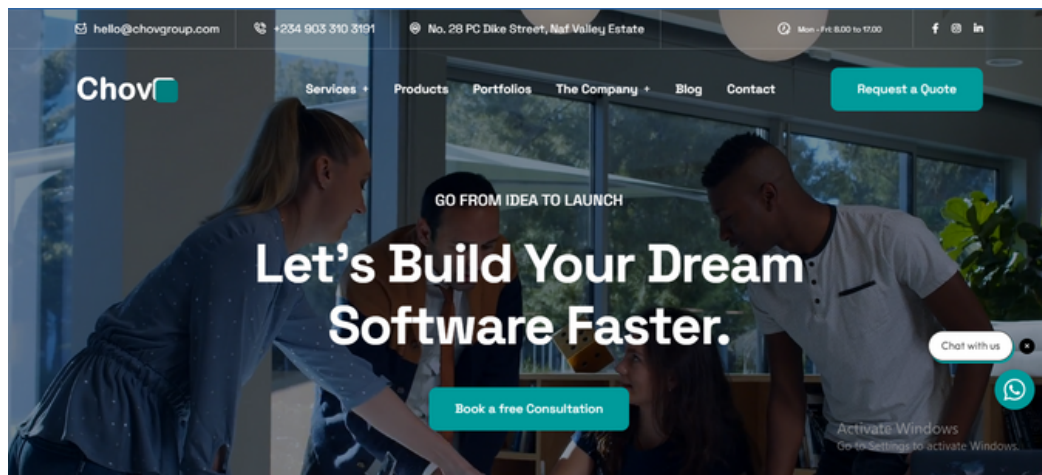 hello@chovgroup.com +234 903 310 3191 No. 28 PC Dike Street, Naf Valley Estate Mon - Fri: 8.00 to 17.00
Chov
Services + Products Portfolios The Company + Blog Contact Request a Quote
GO FROM IDEA TO LAUNCH
Let's Build Your Dream
Software Faster.
Chat with us
Book a free Consultation
Activate Windows
Go to Settings to activate Windows.